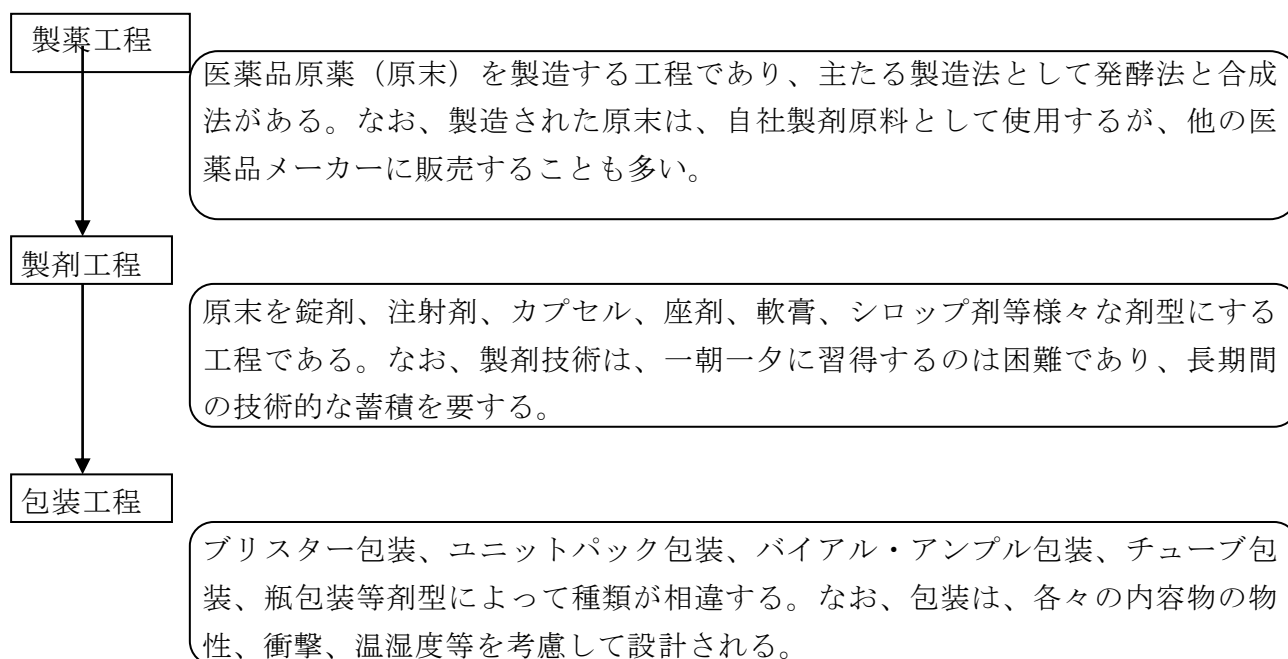 製薬工程
医薬品原薬（原末）を製造する工程であり、主たる製造法として発酵法と合成
法がある。なお、製造された原末は、自社製剤原料として使用するが、他の医
薬品メーカーに販売することも多い。
製剤工程
原末を錠剤、注射剤、カプセル、座剤、軟膏、シロップ剤等様々な剤型にする
工程である。なお、製剤技術は、一朝一夕に習得するのは困難であり、長期間
の技術的な蓄積を要する。
包装工程
ブリスター包装、ユニットパック包装、バイアル・アンプル包装、チューブ包
装、瓶包装等剤型によって種類が相違する。なお、包装は、各々の内容物の物
性、衝撃、温湿度等を考慮して設計される。